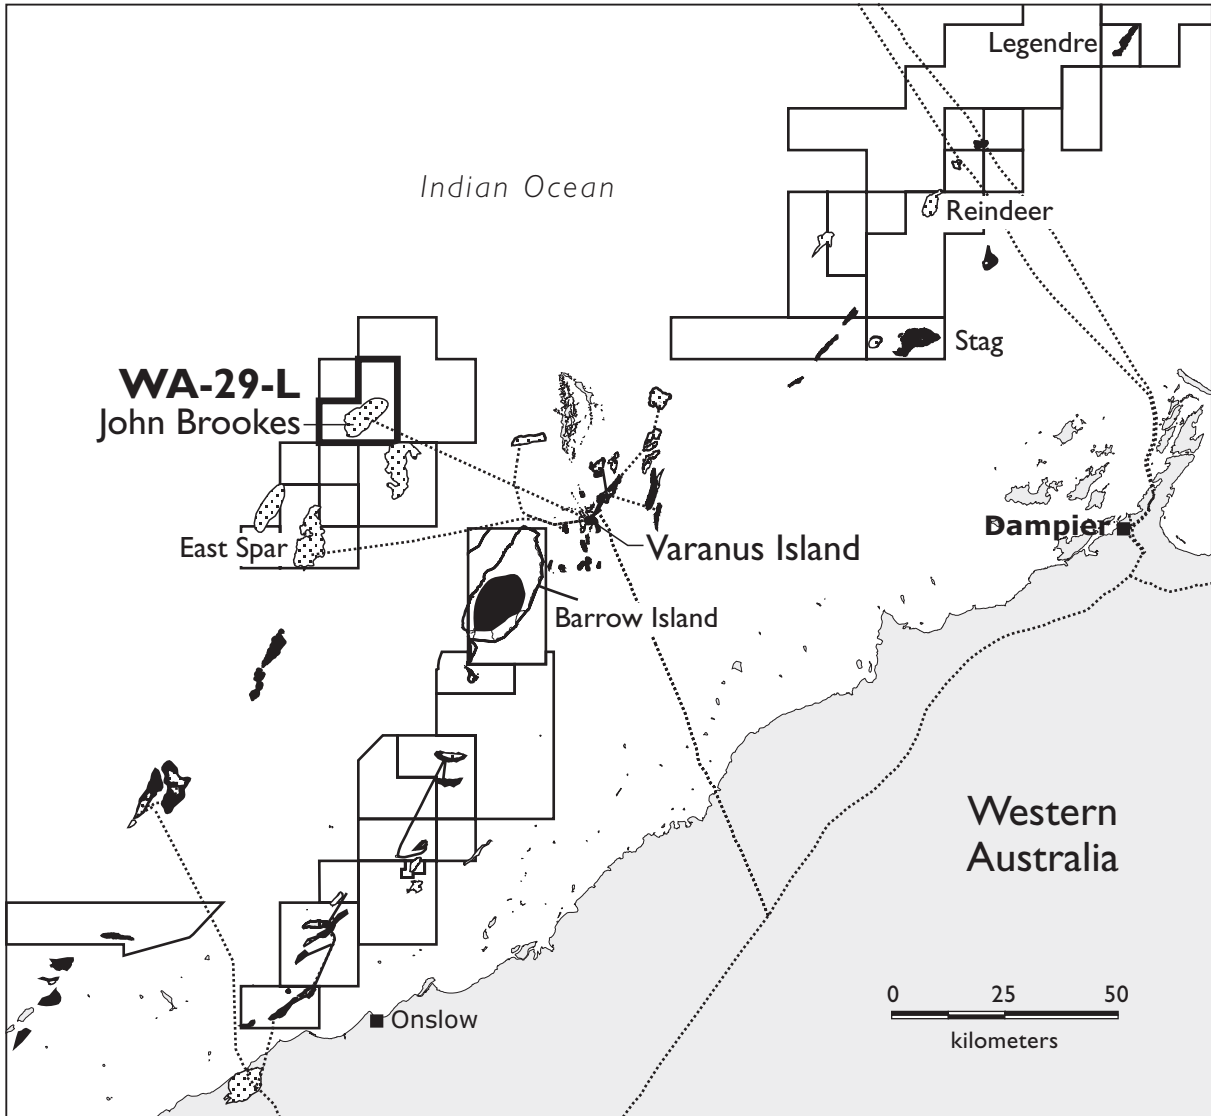 Legendre
Indian Ocean
Reindeer
Stag
WA-29-L
John Brookes
Dampier
East Spar
Varanus Island
Barrow Island
Western
Australia
0 25 50
kilometers
Onslow